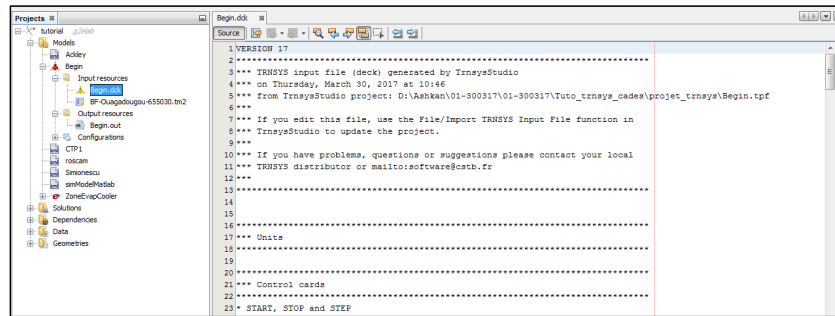 Projects
tutorial g2elab
Models
Ackley
Begin
Input resources
Begin.dck
BF-Ouagadougou-655030.tm2
Output resources
Begin.out
Configurations
CTP1
roscam
Simionescu
simModelMatlab
ZoneEvapCooler
Solutions
Dependencies
Data
Geometries
Begin.dck
Source
1 VERSION 17
2 *******************************************************************************
3 *** TRNSYS input file (deck) generated by TrnsysStudio
4 *** on Thursday, March 30, 2017 at 10:46
5 *** from TrnsysStudio project: D:\Ashkan\01-300317\01-300317\Tuto_trnsys_cades\projet_trnsys\Begin.tpf
6 ***
7 *** If you edit this file, use the File/Import TRNSYS Input File function in
8 *** TrnsysStudio to update the project.
9 ***
10 *** If you have problems, questions or suggestions please contact your local
11 *** TRNSYS distributor or mailto:software@cstb.fr
12 ***
13 *******************************************************************************
14
15
16 *******************************************************************************
17 *** Units
18 *******************************************************************************
19
20 *******************************************************************************
21 *** Control cards
22 *******************************************************************************
23 * START, STOP and STEP